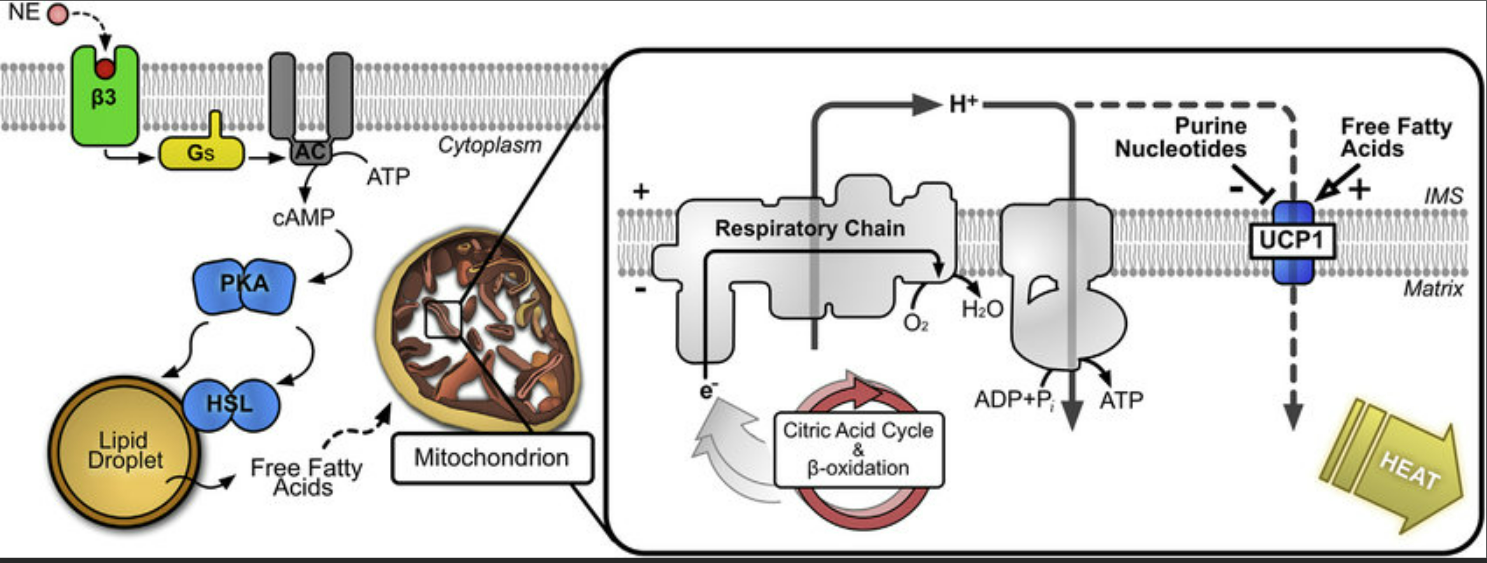 NE
β3
Gs
AC
ATP
Cytoplasm
cAMP
PKA
HSL
Lipid
Droplet
Free Fatty
Acids
Mitochondrion
H+
Purine
Nucleotides
-
Free Fatty
Acids
+
+
IMS
Respiratory Chain
UCP1
-
Matrix
O2
H2O
e-
ADP+Pi
ATP
Citric Acid Cycle
&
β-oxidation
HEAT